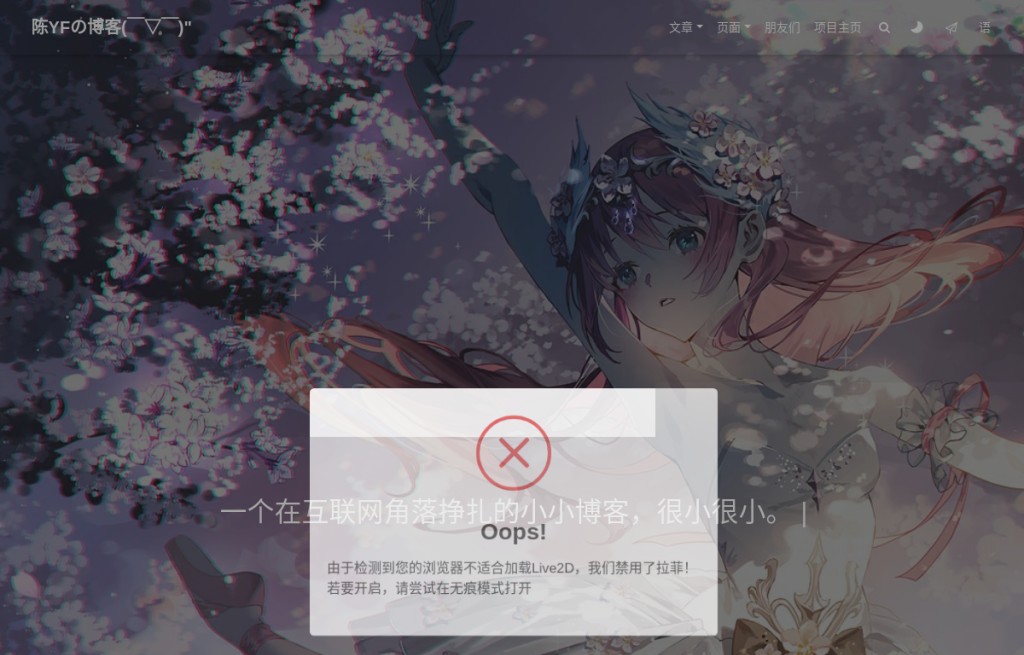 陈YFの博客(￣▽￣)"
文章 页面 朋友们 项目主页 语
一个在互联网角落挣扎的小小博客，很小很小。 |
Oops!
由于检测到您的浏览器不适合加载Live2D，我们禁用了拉菲！
若要开启，请尝试在无痕模式打开